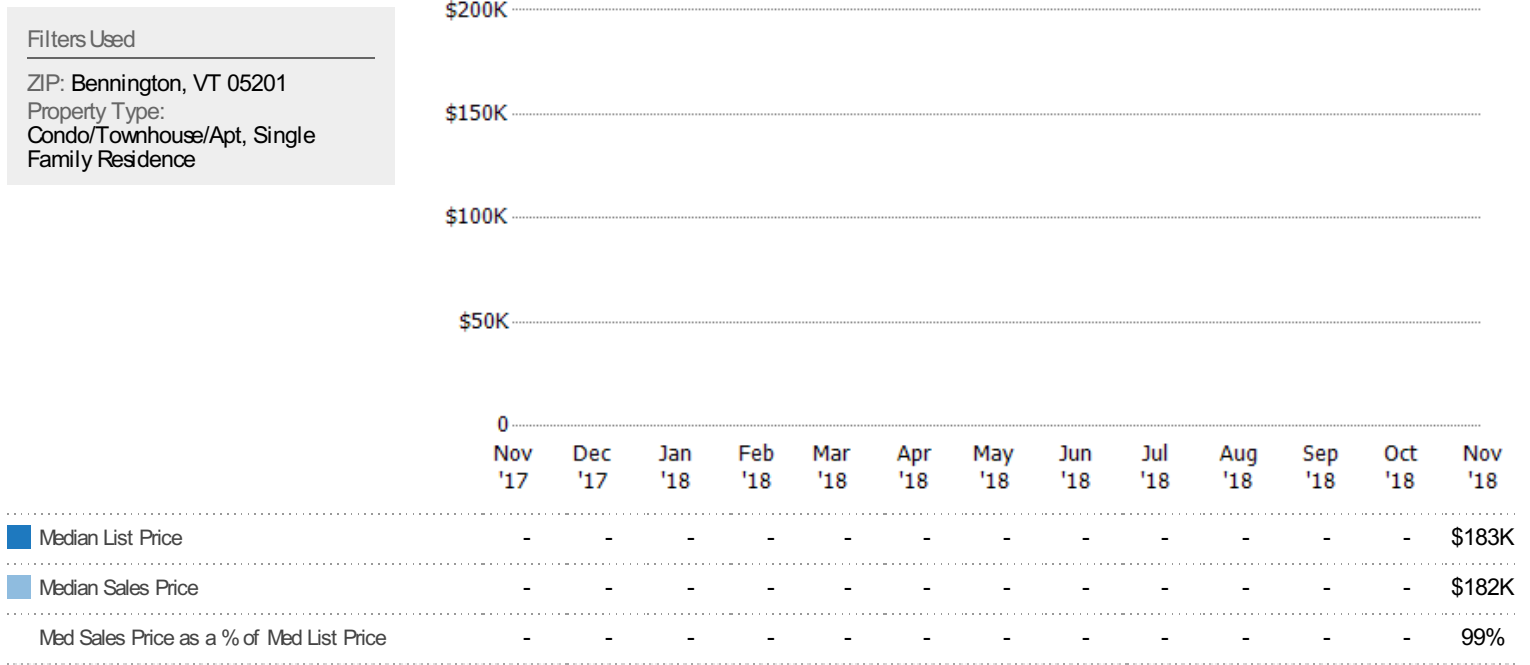 Filters Used
ZIP: Bennington, VT 05201
Property Type:
Condo/Townhouse/Apt, Single
Family Residence
$200K
$150K
$100K
$50K
0
Nov Dec Jan Feb Mar Apr May Jun Jul Aug Sep Oct Nov
'17 '17 '18 '18 '18 '18 '18 '18 '18 '18 '18 '18 '18
Median List Price - - - - - - - - - - - - $183K
Median Sales Price - - - - - - - - - - - - $182K
Med Sales Price as a % of Med List Price - - - - - - - - - - - - 99%